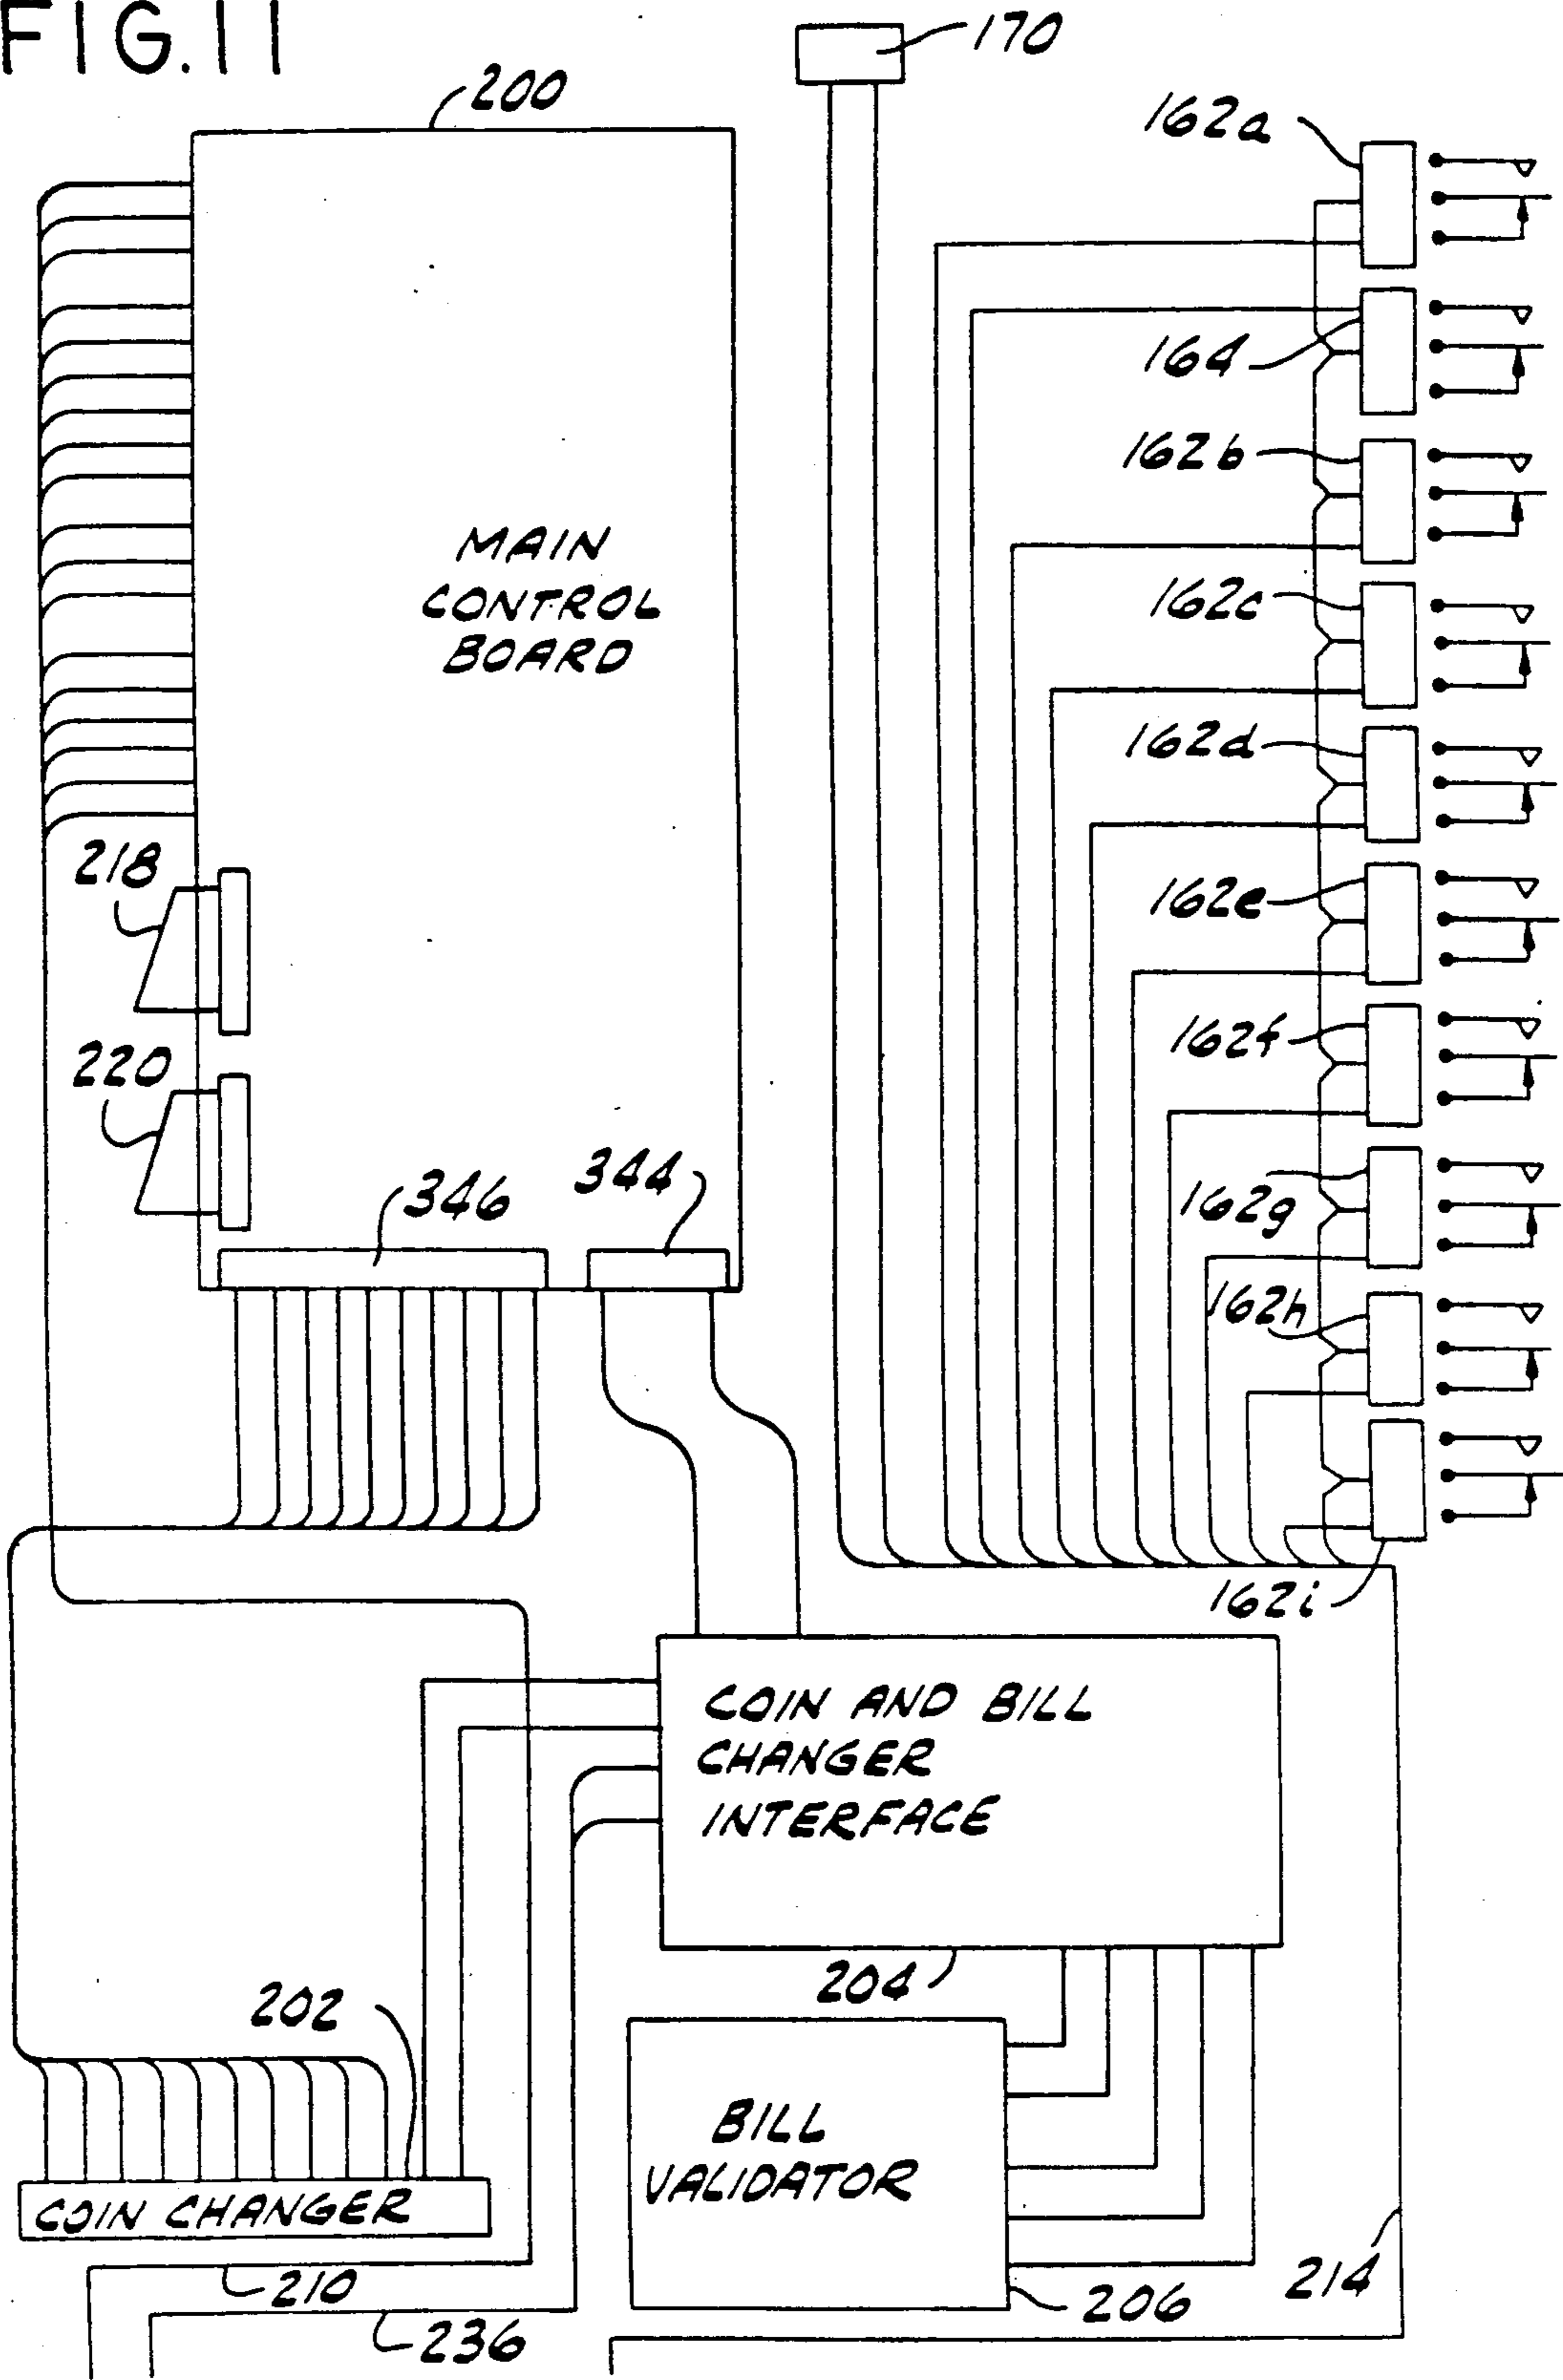 FIG. 11
170
200
162a
164
162b
162c
162d
162e
162f
162g
162h
162i
MAIN
CONTROL
BOARD
218
220
346
344
COIN AND BILL
CHANGER
INTERFACE
204
202
BILL
VALIDATOR
COIN CHANGER
210
236
206
214